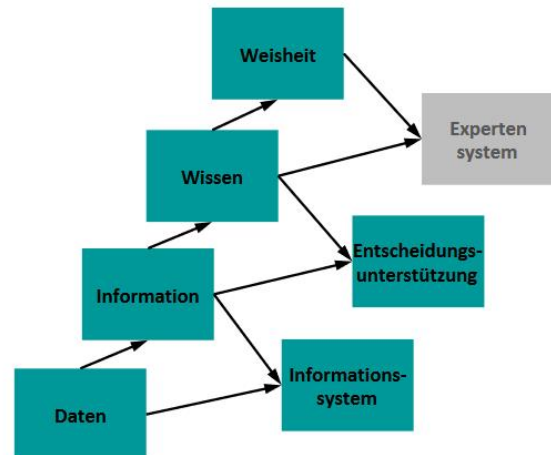 Weisheit
Experten
system
Wissen
Entscheidungs-
unterstützung
Information
Informations-
system
Daten